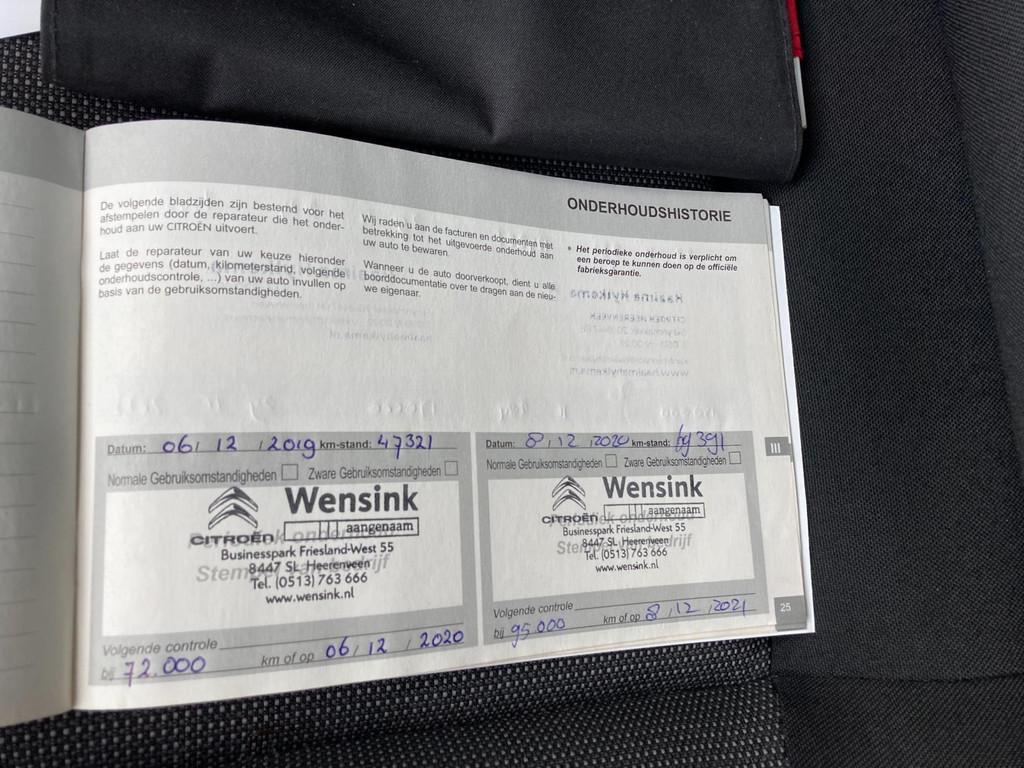 ONDERHOUDSHISTORIE
De volgende bladzijden zijn bestemd voor het
afstempelen door de reparateur die het onder-
houd aan uw CITROËN uitvoert.
Laat de reparateur van uw keuze hieronder
de gegevens (datum, kilometerstand, volgende
onderhoudscontrole, ...) van uw auto invullen op
basis van de gebruiksomstandigheden.
Wij raden u aan de facturen en documenten met
betrekking tot het uitgevoerde onderhoud aan
uw auto te bewaren.
Wanneer u de auto doorverkoopt, dient u alle
boorddocumentatie over te dragen aan de nieu-
we eigenaar.
* Het periodieke onderhoud is verplicht om
een beroep te kunnen doen op de officiële
fabrieksgarantie.
Datum: 06 / 12 / 2019 km-stand: 47321
Normale Gebruiksomstandigheden Zware Gebruiksomstandigheden
Wensink
aangenaam
CITROËN
Businesspark Friesland-West 55
8447 SL Heerenveen
Tel. (0513) 763 666
www.wensink.nl
Volgende controle
bij 72.000 km of op 06 / 12 / 2020
Datum: 8 / 12 / 2020 km-stand: 69391
Normale Gebruiksomstandigheden Zware Gebruiksomstandigheden
Wensink
aangenaam
CITROËN
Businesspark Friesland-West 55
8447 SL Heerenveen
Tel. (0513) 763 666
www.wensink.nl
Volgende controle
bij 95.000 km of op 8 / 12 / 2021
III
25